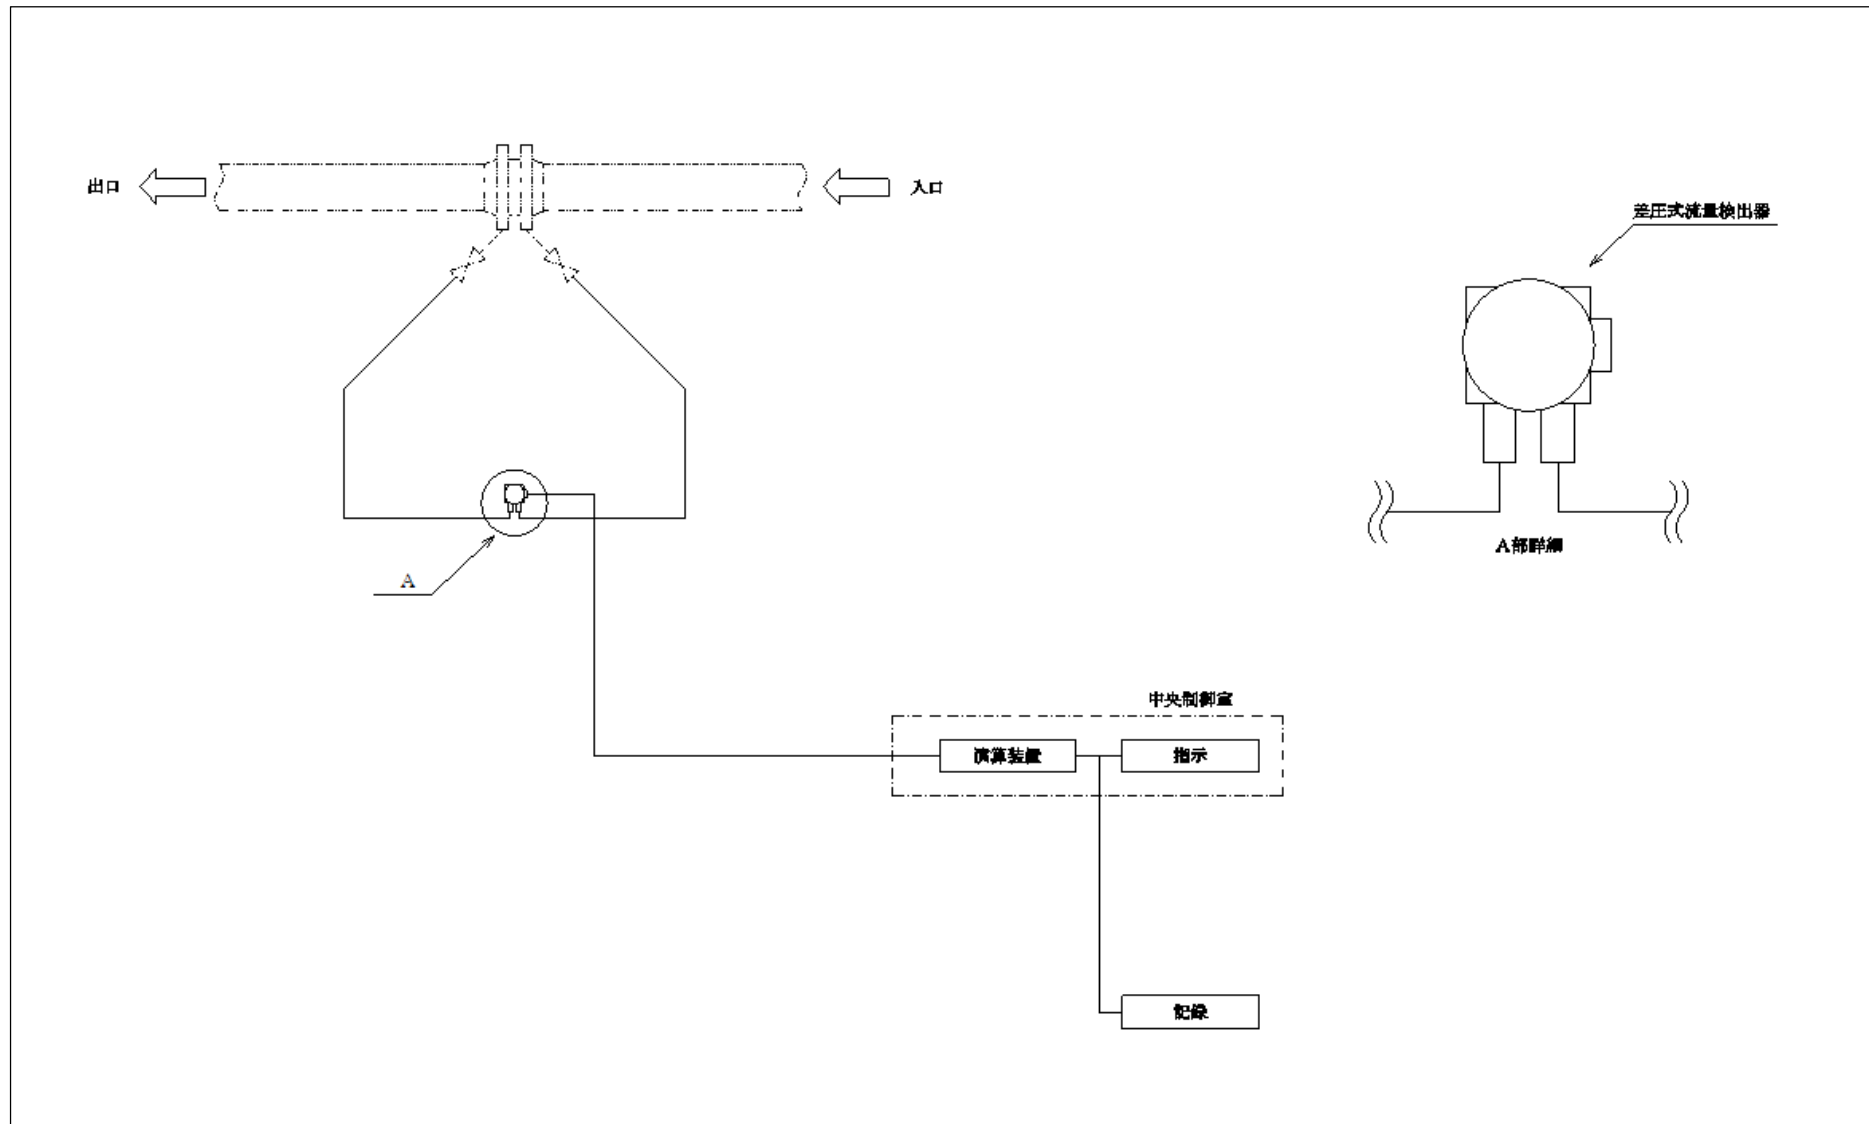 出口
入口
差圧式流量検出器
A部詳細
A
中央制御室
演算装置
指示
記録